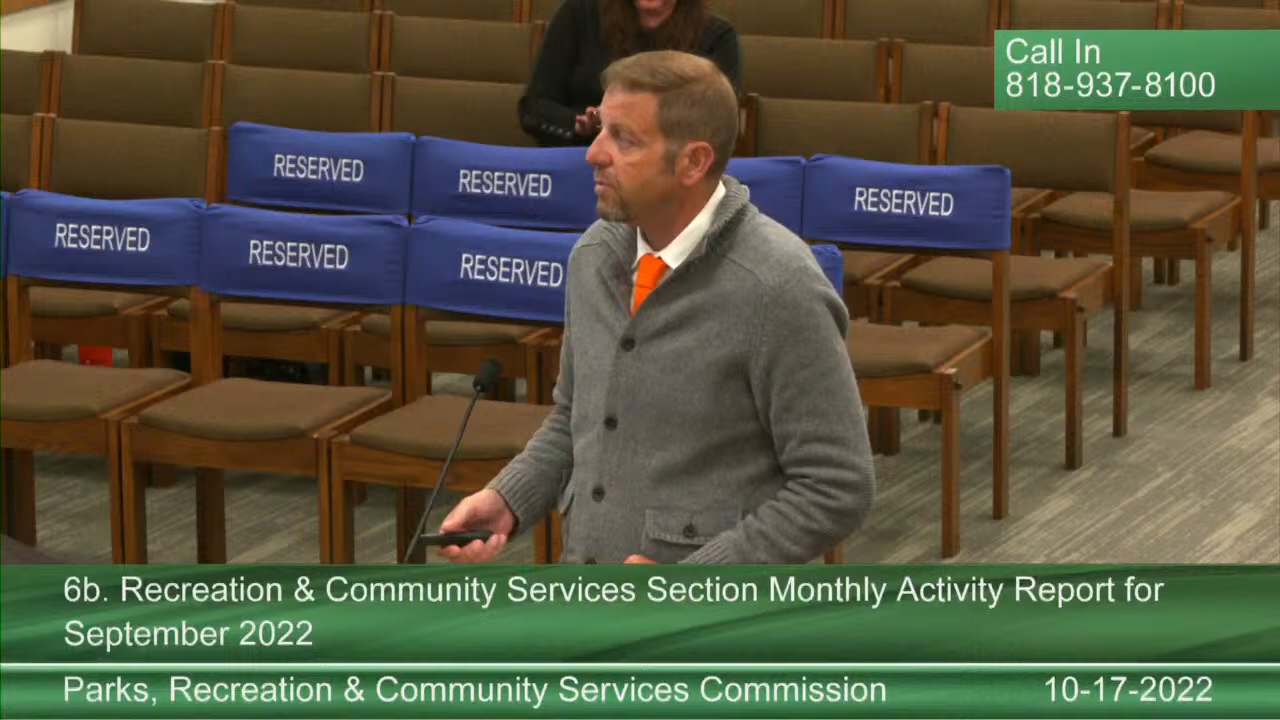 Call In
818-937-8100
RESERVED
RESERVED
RESERVED
RESERVED
RESERVED
RESERVED
6b. Recreation & Community Services Section Monthly Activity Report for
September 2022
Parks, Recreation & Community Services Commission
10-17-2022